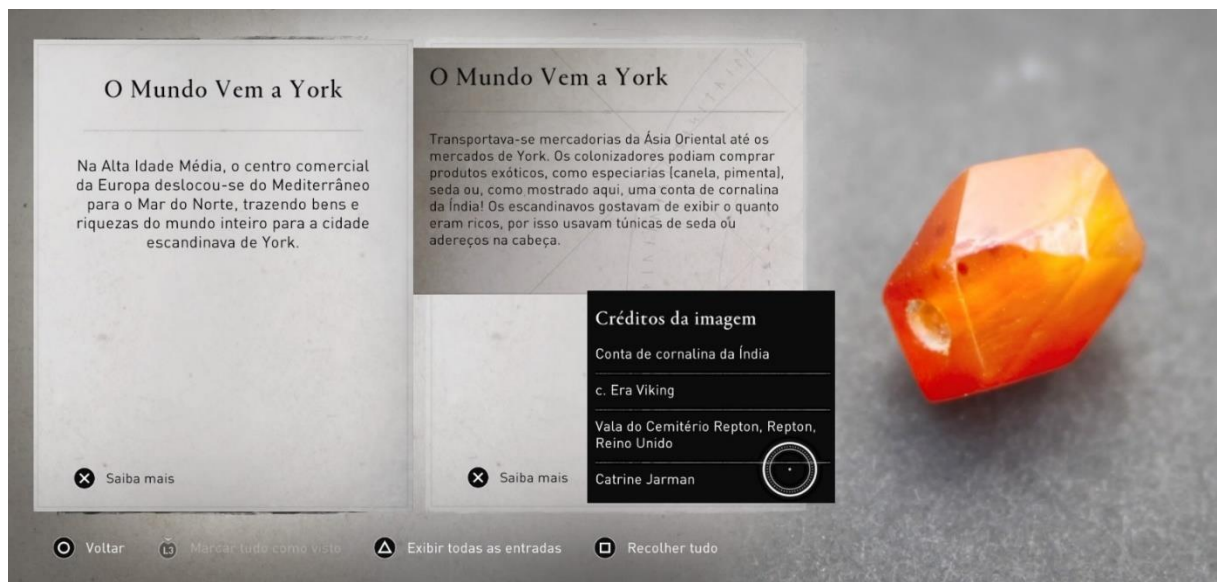 O Mundo Vem a York
Na Alta Idade Média, o centro comercial
da Europa deslocou-se do Mediterrâneo
para o Mar do Norte, trazendo bens e
riquezas do mundo inteiro para a cidade
escandinava de York.
Saiba mais
O Mundo Vem a York
Transportava-se mercadorias da Ásia Oriental até os
mercados de York. Os colonizadores podiam comprar
produtos exóticos, como especiarias (canela, pimenta),
seda ou, como mostrado aqui, uma conta de cornalina
da Índia! Os escandinavos gostavam de exibir o quanto
eram ricos, por isso usavam túnicas de seda ou
adereços na cabeça.
Saiba mais
Créditos da imagem
Conta de cornalina da Índia
c. Era Viking
Vala do Cemitério Repton, Repton,
Reino Unido
Catrine Jarman
Voltar
L3 Marcar tudo como visto
Exibir todas as entradas
Recolher tudo